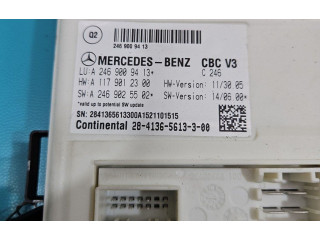 Q2
246 900 94 13
MERCEDES-BENZ CBC V3
LU:A 246 900 94 13* C 246
HW:A 117 901 23 00 HW-Version: 11/30 05
SW:A 246 902 55 02* SW-Version: 14/06.00*
*valid up to potential SW update
SN: 2841365613300A1521101515
Continental 28-4136-5613-3-00